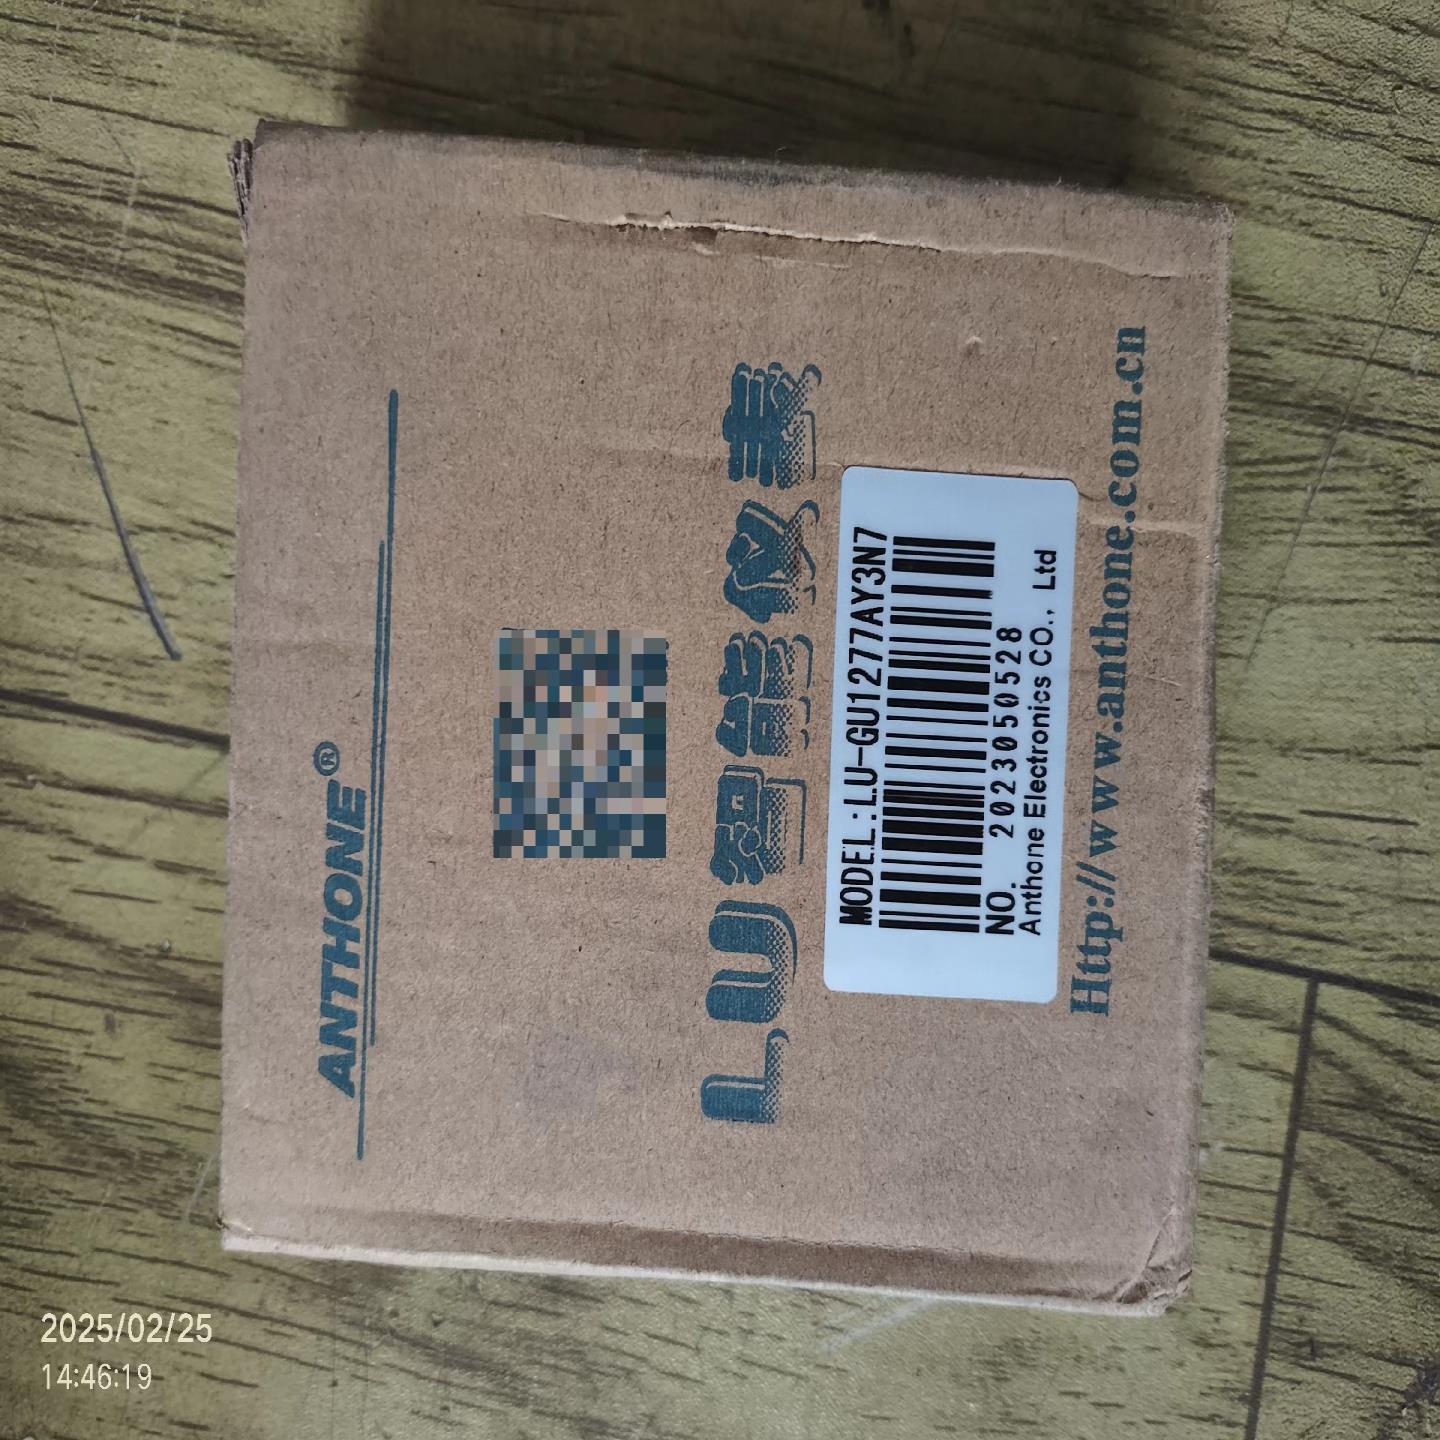 ANTHONE®
LU智能仪表
MODEL:LU-GU1277AY3N7
NO. 2023050528
Anthone Electronics CO., Ltd
Http://www.anthone.com.cn
2025/02/25
14:46:19